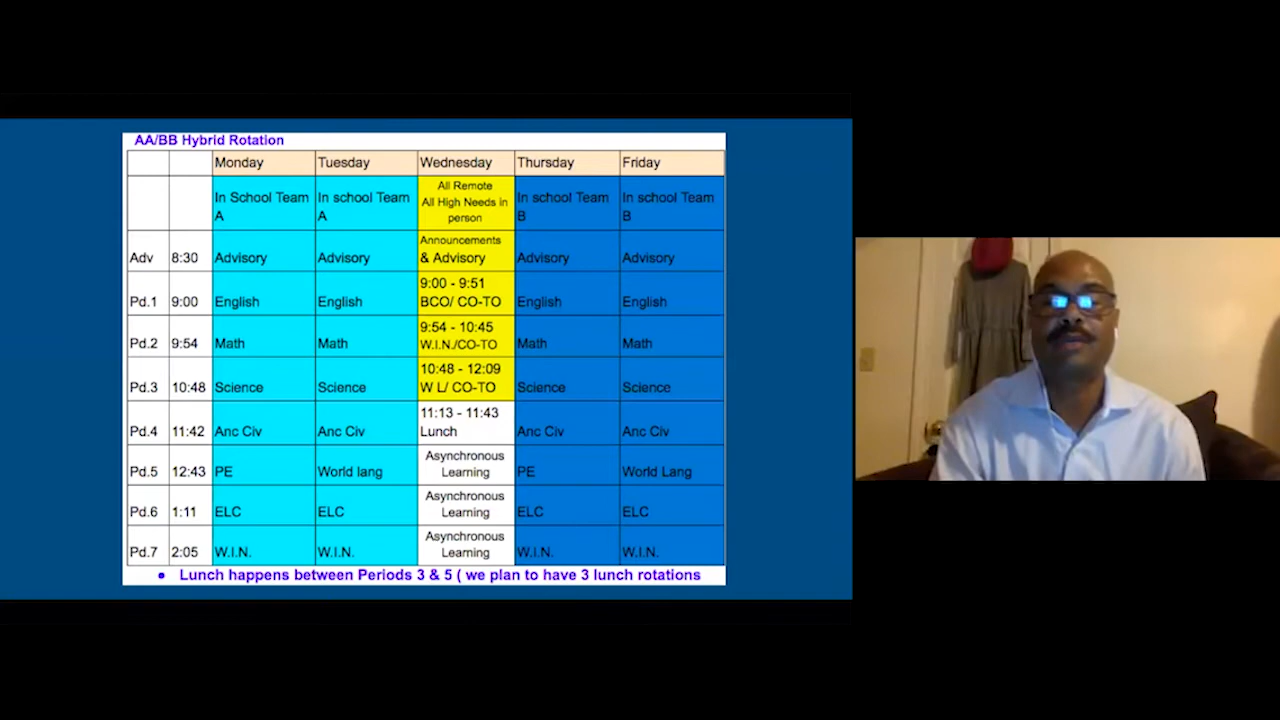 AA/BB Hybrid Rotation
Monday Tuesday Wednesday Thursday Friday
In School Team A In school Team A All Remote All High Needs in person In school Team B In school Team B
Adv 8:30 Advisory Advisory Announcements & Advisory Advisory Advisory
Pd.1 9:00 English English 9:00 - 9:51 BCO/ CO-TO English English
Pd.2 9:54 Math Math 9:54 - 10:45 W.I.N./CO-TO Math Math
Pd.3 10:48 Science Science 10:48 - 12:09 W L/ CO-TO Science Science
Pd.4 11:42 Anc Civ Anc Civ 11:13 - 11:43 Lunch Anc Civ Anc Civ
Pd.5 12:43 PE World lang Asynchronous Learning PE World Lang
Pd.6 1:11 ELC ELC Asynchronous Learning ELC ELC
Pd.7 2:05 W.I.N. W.I.N. Asynchronous Learning W.I.N. W.I.N.
• Lunch happens between Periods 3 & 5 ( we plan to have 3 lunch rotations